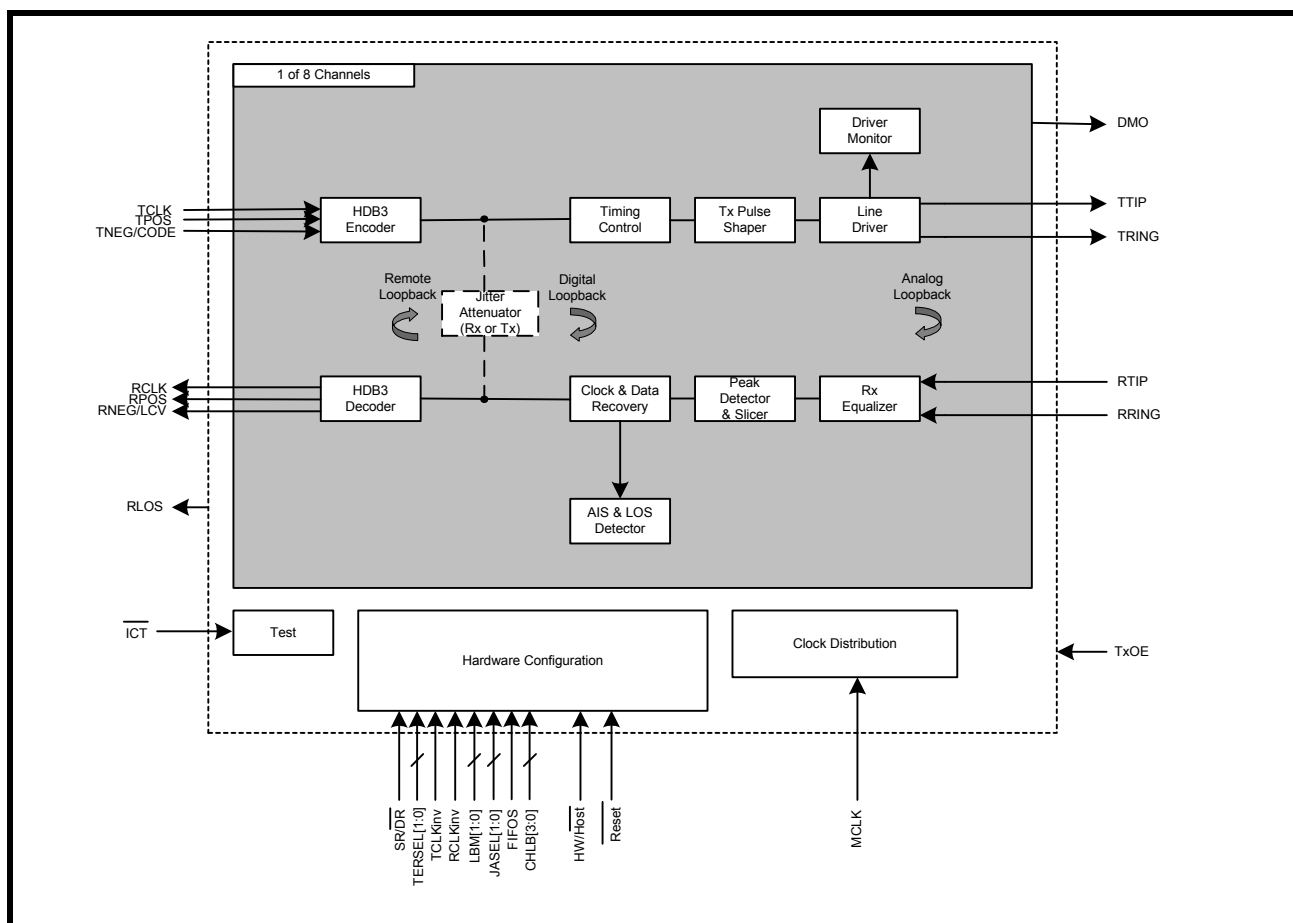 1 of 8 Channels
Driver
Monitor
DMO
TCLK
TPOS
TNEG/CODE
HDB3
Encoder
Timing
Control
Tx Pulse
Shaper
Line
Driver
TTIP
TRING
Remote
Loopback
Jitter
Attenuator
(Rx or Tx)
Digital
Loopback
Analog
Loopback
RCLK
RPOS
RNEG/LCV
HDB3
Decoder
Clock & Data
Recovery
Peak
Detector
& Slicer
Rx
Equalizer
RTIP
RRING
RLOS
AIS & LOS
Detector
ICT
Test
Hardware Configuration
Clock Distribution
TxOE
SR/DR
TERSEL[1:0]
TCLKinv
RCLKinv
LBM[1:0]
JASEL[1:0]
FIFOS
CHLB[3:0]
HW/Host
Reset
MCLK